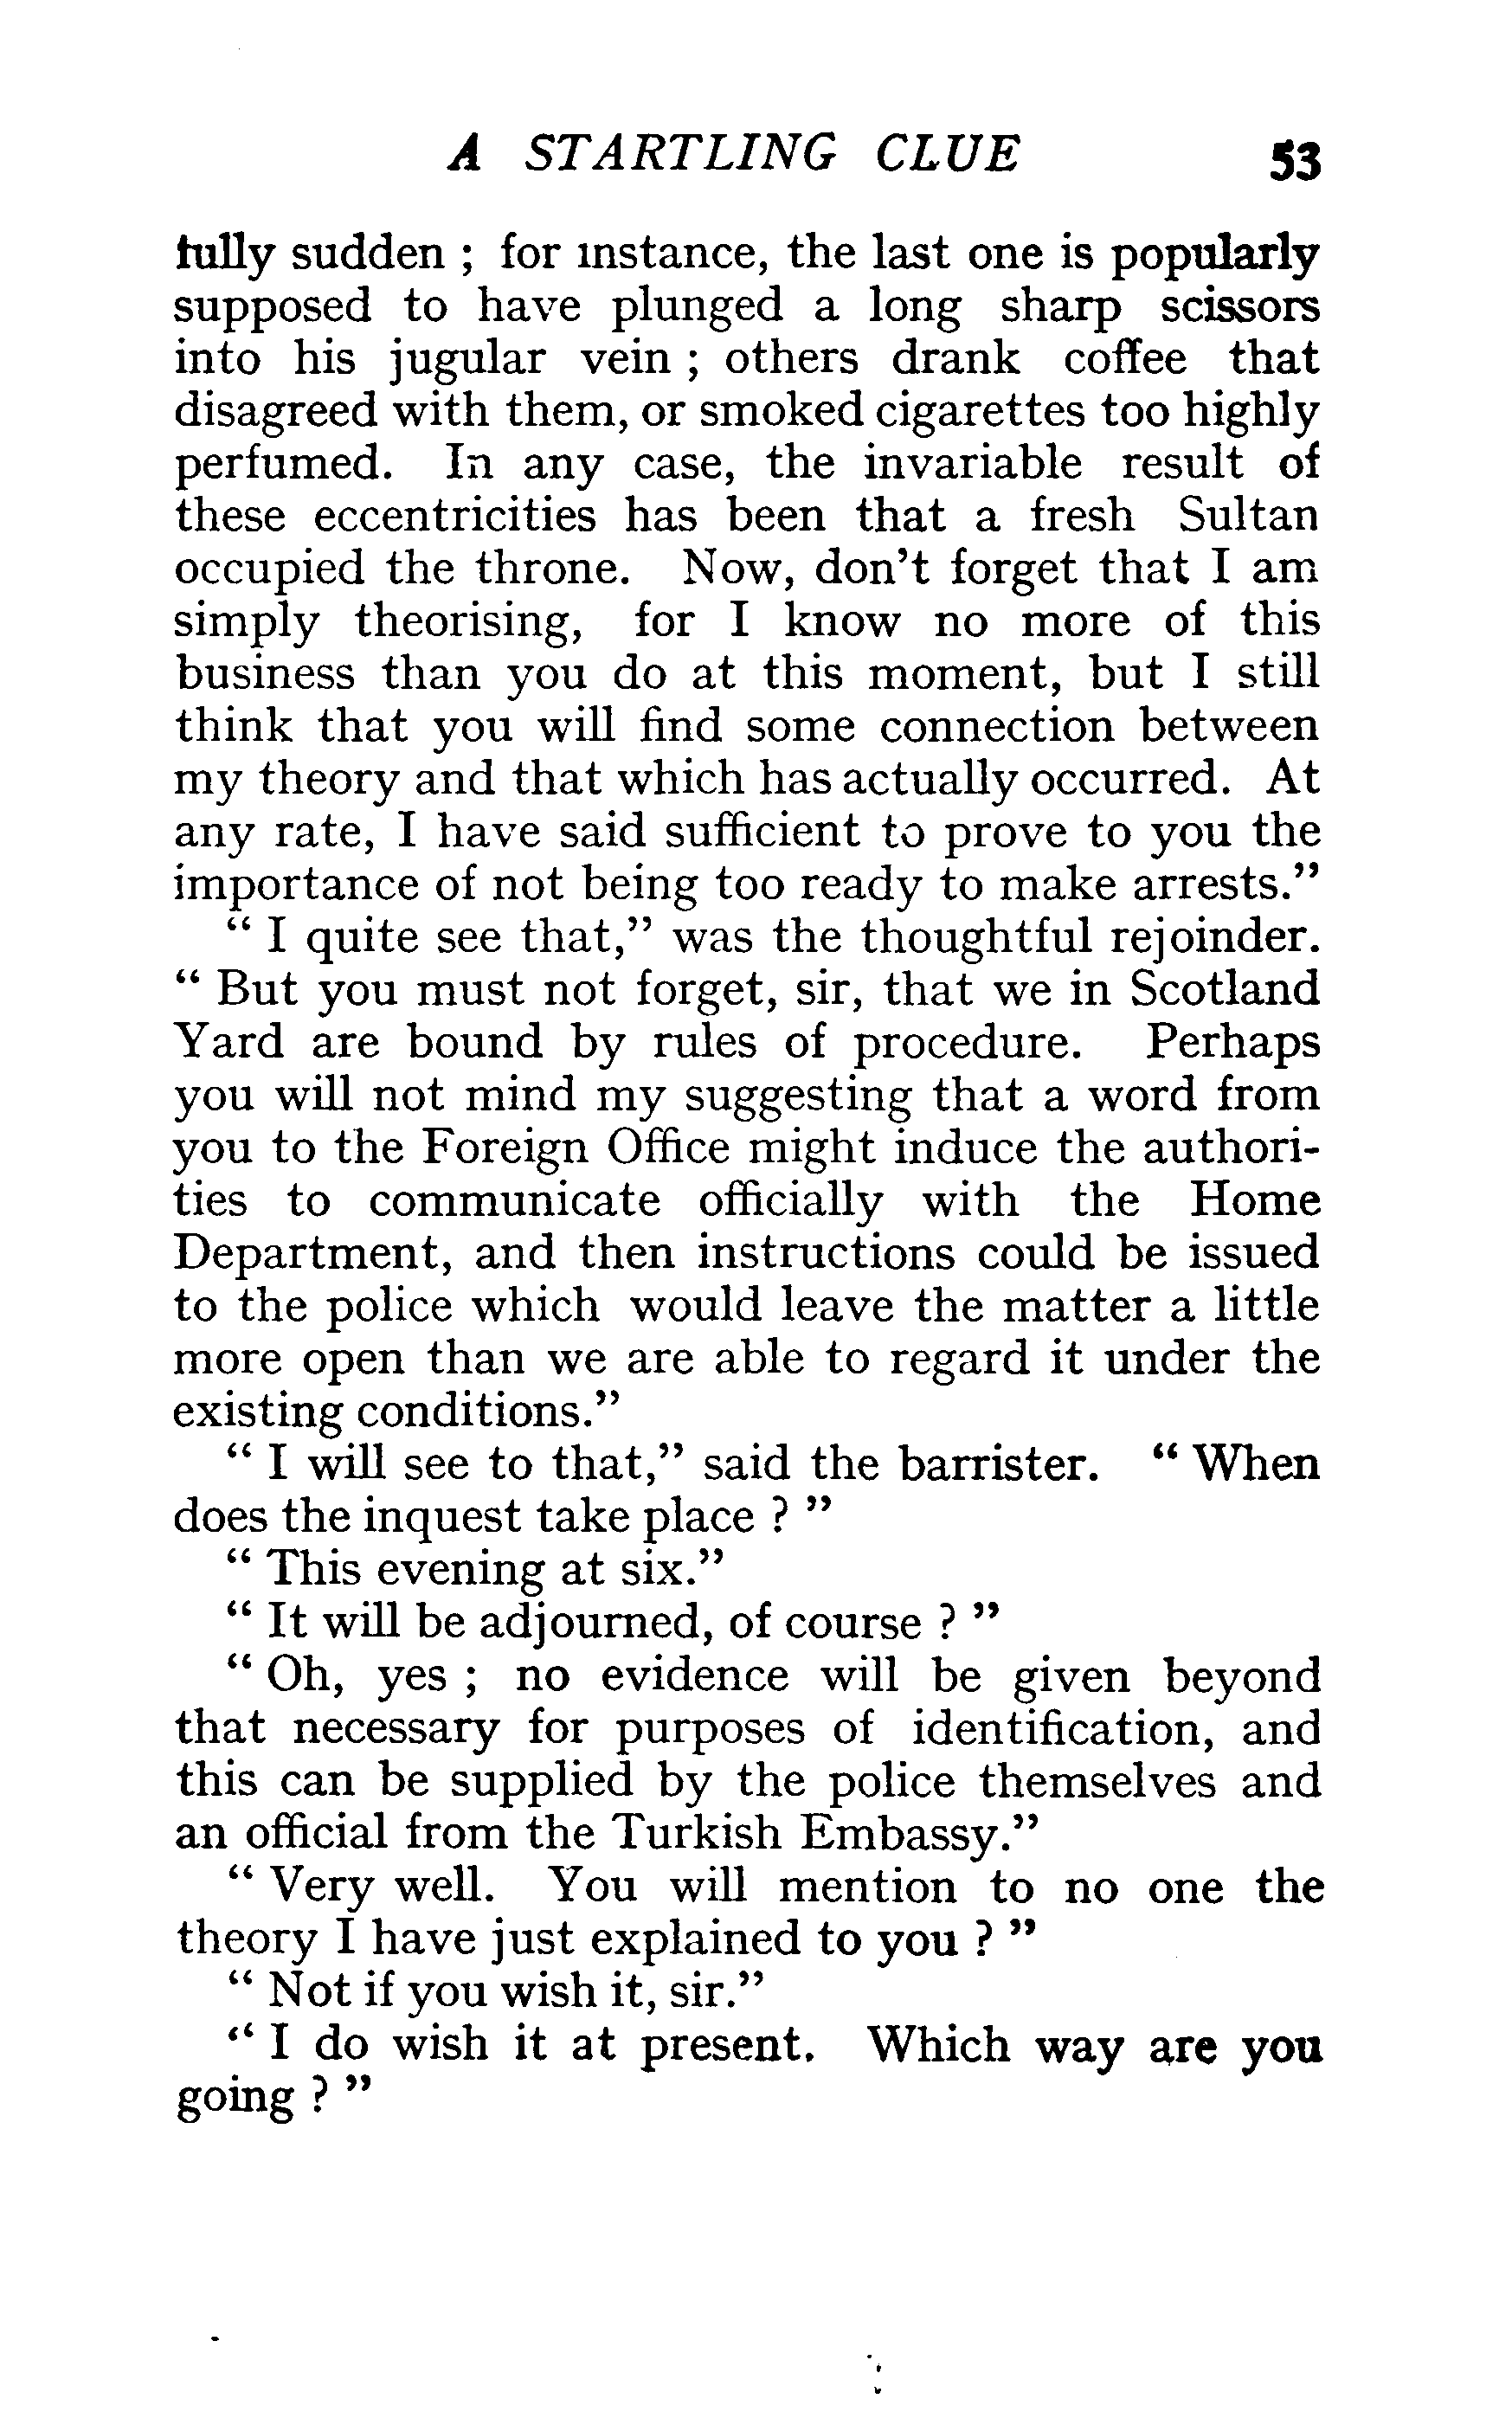 A STARTLING CLUE 53
fully sudden ; for instance, the last one is popularly
supposed to have plunged a long sharp scissors
into his jugular vein ; others drank coffee that
disagreed with them, or smoked cigarettes too highly
perfumed. In any case, the invariable result of
these eccentricities has been that a fresh Sultan
occupied the throne. Now, don't forget that I am
simply theorising, for I know no more of this
business than you do at this moment, but I still
think that you will find some connection between
my theory and that which has actually occurred. At
any rate, I have said sufficient to prove to you the
importance of not being too ready to make arrests."
" I quite see that," was the thoughtful rejoinder.
" But you must not forget, sir, that we in Scotland
Yard are bound by rules of procedure. Perhaps
you will not mind my suggesting that a word from
you to the Foreign Office might induce the authori-
ties to communicate officially with the Home
Department, and then instructions could be issued
to the police which would leave the matter a little
more open than we are able to regard it under the
existing conditions."
" I will see to that," said the barrister. " When
does the inquest take place ? "
" This evening at six."
" It will be adjourned, of course ? "
" Oh, yes ; no evidence will be given beyond
that necessary for purposes of identification, and
this can be supplied by the police themselves and
an official from the Turkish Embassy."
" Very well. You will mention to no one the
theory I have just explained to you ? "
" Not if you wish it, sir."
" I do wish it at present. Which way are you
going ? "